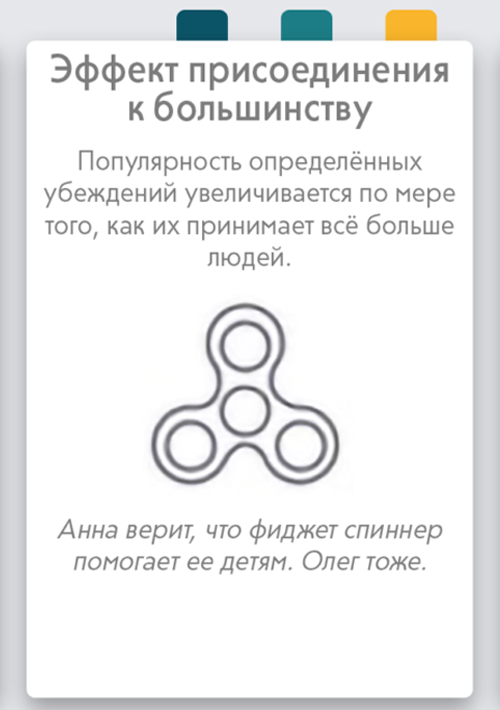 Эффект присоединения
к большинству
Популярность определённых
убеждений увеличивается по мере
того, как их принимает всё больше
людей.
Анна верит, что фиджет спиннер
помогает ее детям. Олег тоже.